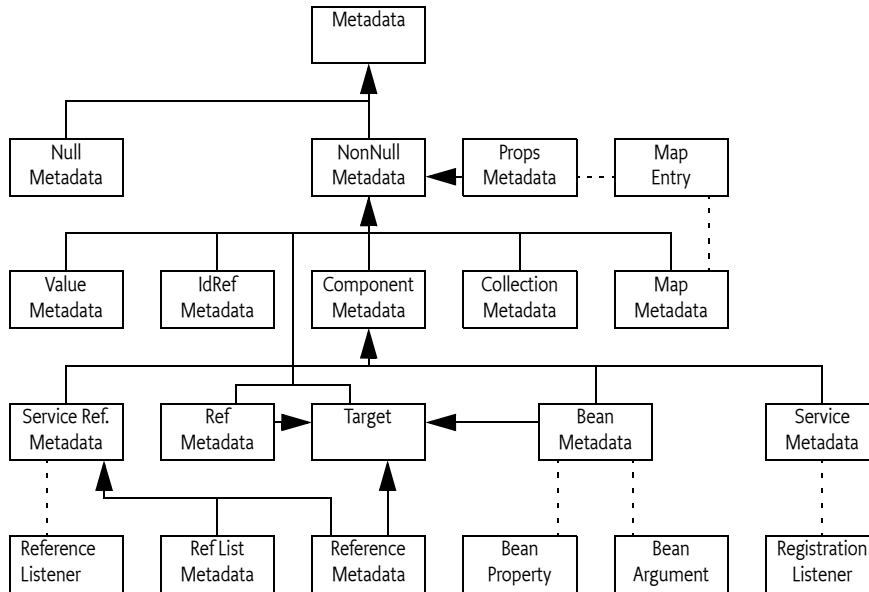 Metadata
Null
Metadata
NonNull
Metadata
Props
Metadata
Map
Entry
Value
Metadata
IdRef
Metadata
Component
Metadata
Collection
Metadata
Map
Metadata
Service Ref.
Metadata
Ref
Metadata
Target
Bean
Metadata
Service
Metadata
Reference
Listener
Ref List
Metadata
Reference
Metadata
Bean
Property
Bean
Argument
Registration
Listener